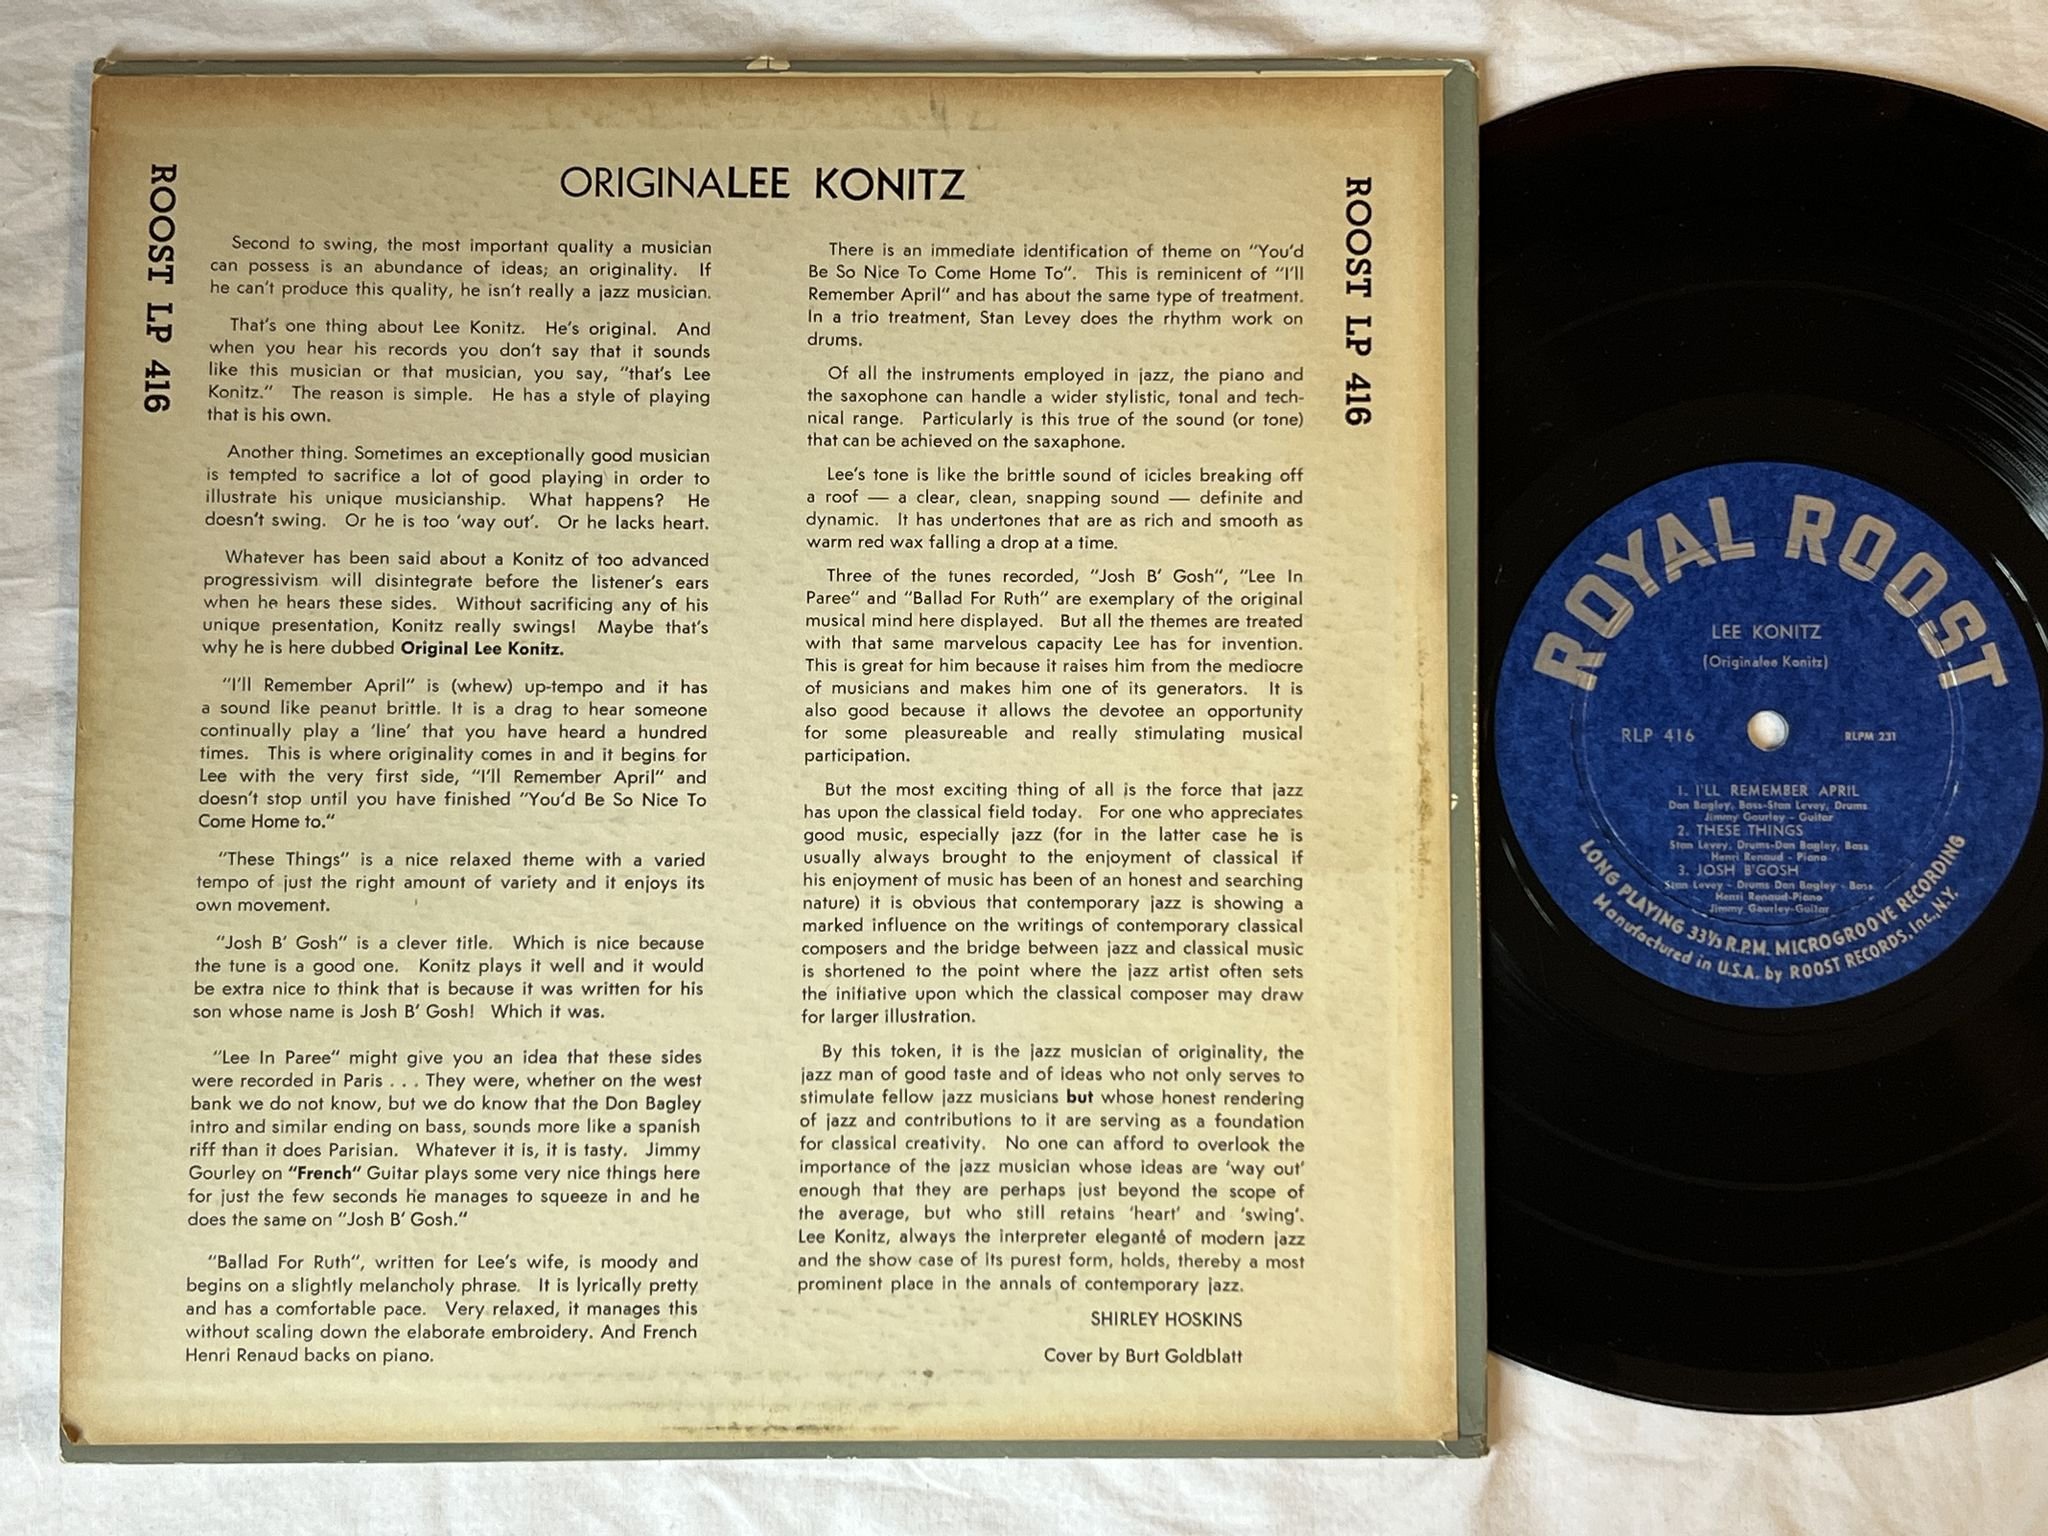 ORIGINALEE KONITZ
ROOST LP 416
Second to swing, the most important quality a musician
can possess is an abundance of ideas; an originality. If
he can't produce this quality, he isn't really a jazz musician.
That's one thing about Lee Konitz. He's original. And
when you hear his records you don't say that it sounds
like this musician or that musician, you say, "that's Lee
Konitz." The reason is simple. He has a style of playing
that is his own.
Another thing. Sometimes an exceptionally good musician
is tempted to sacrifice a lot of good playing in order to
illustrate his unique musicianship. What happens? He
doesn't swing. Or he is too 'way out'. Or he lacks heart.
Whatever has been said about a Konitz of too advanced
progressivism will disintegrate before the listener's ears
when he hears these sides. Without sacrificing any of his
unique presentation, Konitz really swings! Maybe that's
why he is here dubbed Original Lee Konitz.
"I'll Remember April" is (whew) up-tempo and it has
a sound like peanut brittle. It is a drag to hear someone
continually play a 'line' that you have heard a hundred
times. This is where originality comes in and it begins for
Lee with the very first side, "I'll Remember April" and
doesn't stop until you have finished "You'd Be So Nice To
Come Home to."
"These Things" is a nice relaxed theme with a varied
tempo of just the right amount of variety and it enjoys its
own movement.
"Josh B' Gosh" is a clever title. Which is nice because
the tune is a good one. Konitz plays it well and it would
be extra nice to think that is because it was written for his
son whose name is Josh B' Gosh! Which it was.
"Lee In Paree" might give you an idea that these sides
were recorded in Paris . . . They were, whether on the west
bank we do not know, but we do know that the Don Bagley
intro and similar ending on bass, sounds more like a spanish
riff than it does Parisian. Whatever it is, it is tasty. Jimmy
Gourley on "French" Guitar plays some very nice things here
for just the few seconds he manages to squeeze in and he
does the same on "Josh B' Gosh."
"Ballad For Ruth", written for Lee's wife, is moody and
begins on a slightly melancholy phrase. It is lyrically pretty
and has a comfortable pace. Very relaxed, it manages this
without scaling down the elaborate embroidery. And French
Henri Renaud backs on piano.
There is an immediate identification of theme on "You'd
Be So Nice To Come Home To". This is reminicent of "I'll
Remember April" and has about the same type of treatment.
In a trio treatment, Stan Levey does the rhythm work on
drums.
Of all the instruments employed in jazz, the piano and
the saxophone can handle a wider stylistic, tonal and tech-
nical range. Particularly is this true of the sound (or tone)
that can be achieved on the saxophone.
Lee's tone is like the brittle sound of icicles breaking off
a roof — a clear, clean, snapping sound — definite and
dynamic. It has undertones that are as rich and smooth as
warm red wax falling a drop at a time.
Three of the tunes recorded, "Josh B' Gosh", "Lee In
Paree" and "Ballad For Ruth" are exemplary of the original
musical mind here displayed. But all the themes are treated
with that same marvelous capacity Lee has for invention.
This is great for him because it raises him from the mediocre
of musicians and makes him one of its generators. It is
also good because it allows the devotee an opportunity
for some pleasureable and really stimulating musical
participation.
But the most exciting thing of all is the force that jazz
has upon the classical field today. For one who appreciates
good music, especially jazz (for in the latter case he is
usually always brought to the enjoyment of classical if
his enjoyment of music has been of an honest and searching
nature) it is obvious that contemporary jazz is showing a
marked influence on the writings of contemporary classical
composers and the bridge between jazz and classical music
is shortened to the point where the jazz artist often sets
the initiative upon which the classical composer may draw
for larger illustration.
By this token, it is the jazz musician of originality, the
jazz man of good taste and of ideas who not only serves to
stimulate fellow jazz musicians but whose honest rendering
of jazz and contributions to it are serving as a foundation
for classical creativity. No one can afford to overlook the
importance of the jazz musician whose ideas are 'way out'
enough that they are perhaps just beyond the scope of
the average, but who still retains 'heart' and 'swing'.
Lee Konitz, always the interpreter eleganté of modern jazz
and the show case of its purest form, holds, thereby a most
prominent place in the annals of contemporary jazz.
SHIRLEY HOSKINS
Cover by Burt Goldblatt
ROOST LP 416
ROYAL ROOST
LEE KONITZ
(Originalee Konitz)
RLP 416 RLPM 231
1. I'LL REMEMBER APRIL
Don Bagley, Bass-Stan Levey, Drums
Jimmy Gourley - Guitar
2. THESE THINGS
Stan Levey, Drums-Don Bagley, Bass
Henri Renaud - Piano
3. JOSH B'GOSH
Stan Levey - Drums Don Bagley - Bass
Henri Renaud-Piano
Jimmy Gourley-Guitar
LONG PLAYING 33⅓ R.P.M. MICROGROOVE RECORDING
Manufactured in U.S.A. by ROOST RECORDS, Inc., N.Y.